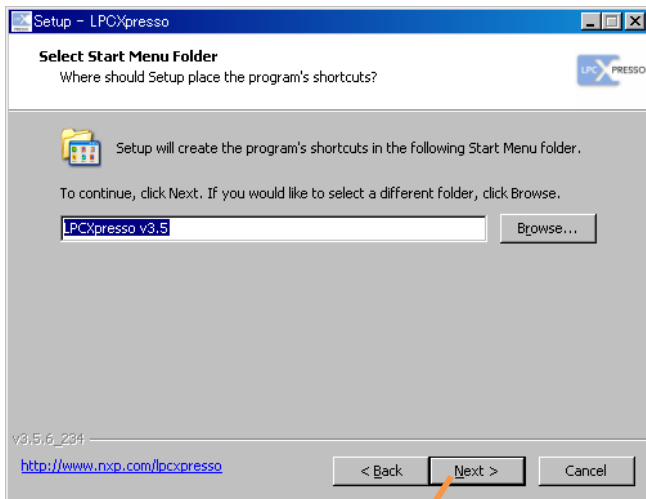 Setup - LPCXpresso
Select Start Menu Folder
Where should Setup place the program's shortcuts?
LPC XPRESSO
Setup will create the program's shortcuts in the following Start Menu folder.
To continue, click Next. If you would like to select a different folder, click Browse.
LPCXpresso v3.5
Browse...
v3.5.6_234
http://www.nxp.com/lpcxpresso
< Back Next > Cancel